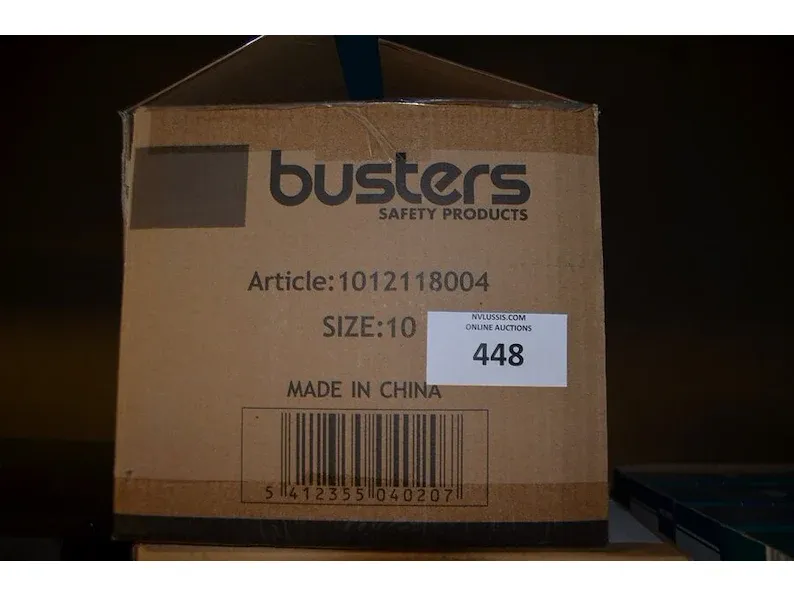 busters
SAFETY PRODUCTS
Article:1012118004
SIZE:10
NVLUSSIS.COM
ONLINE AUCTIONS
448
MADE IN CHINA
5 412355 040207